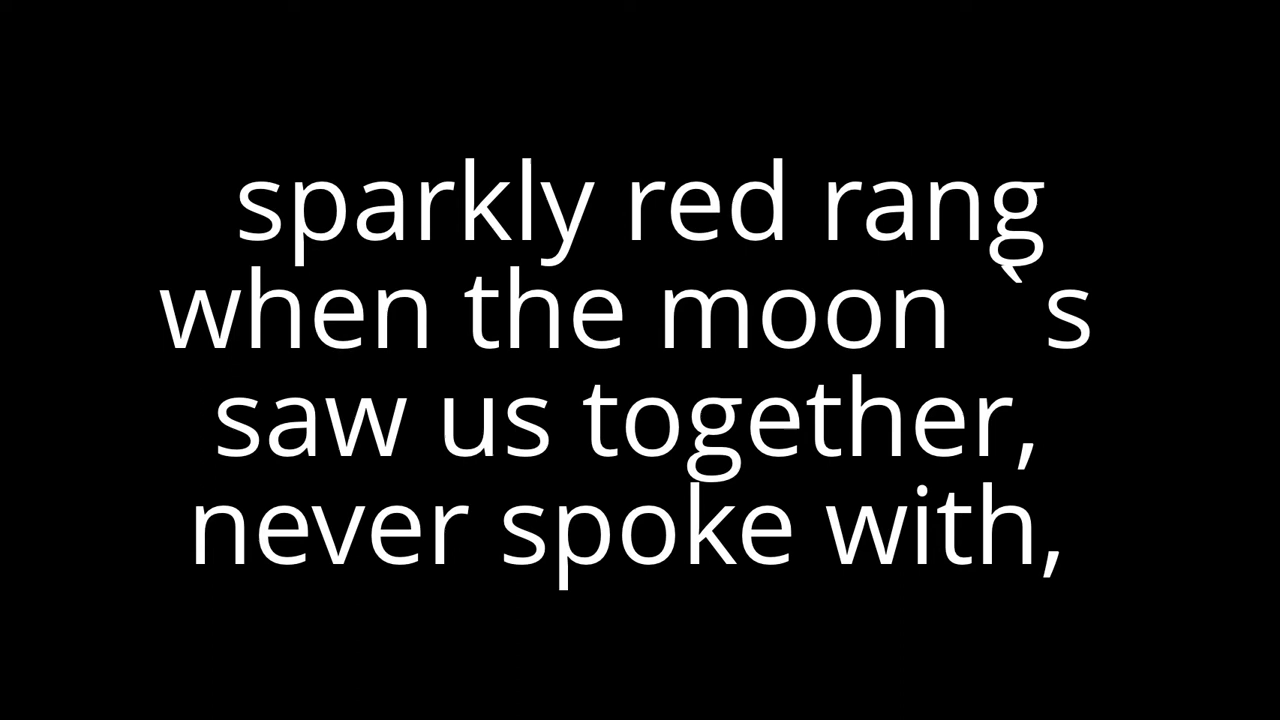 sparkly red rang
when the moon `s
saw us together,
never spoke with,